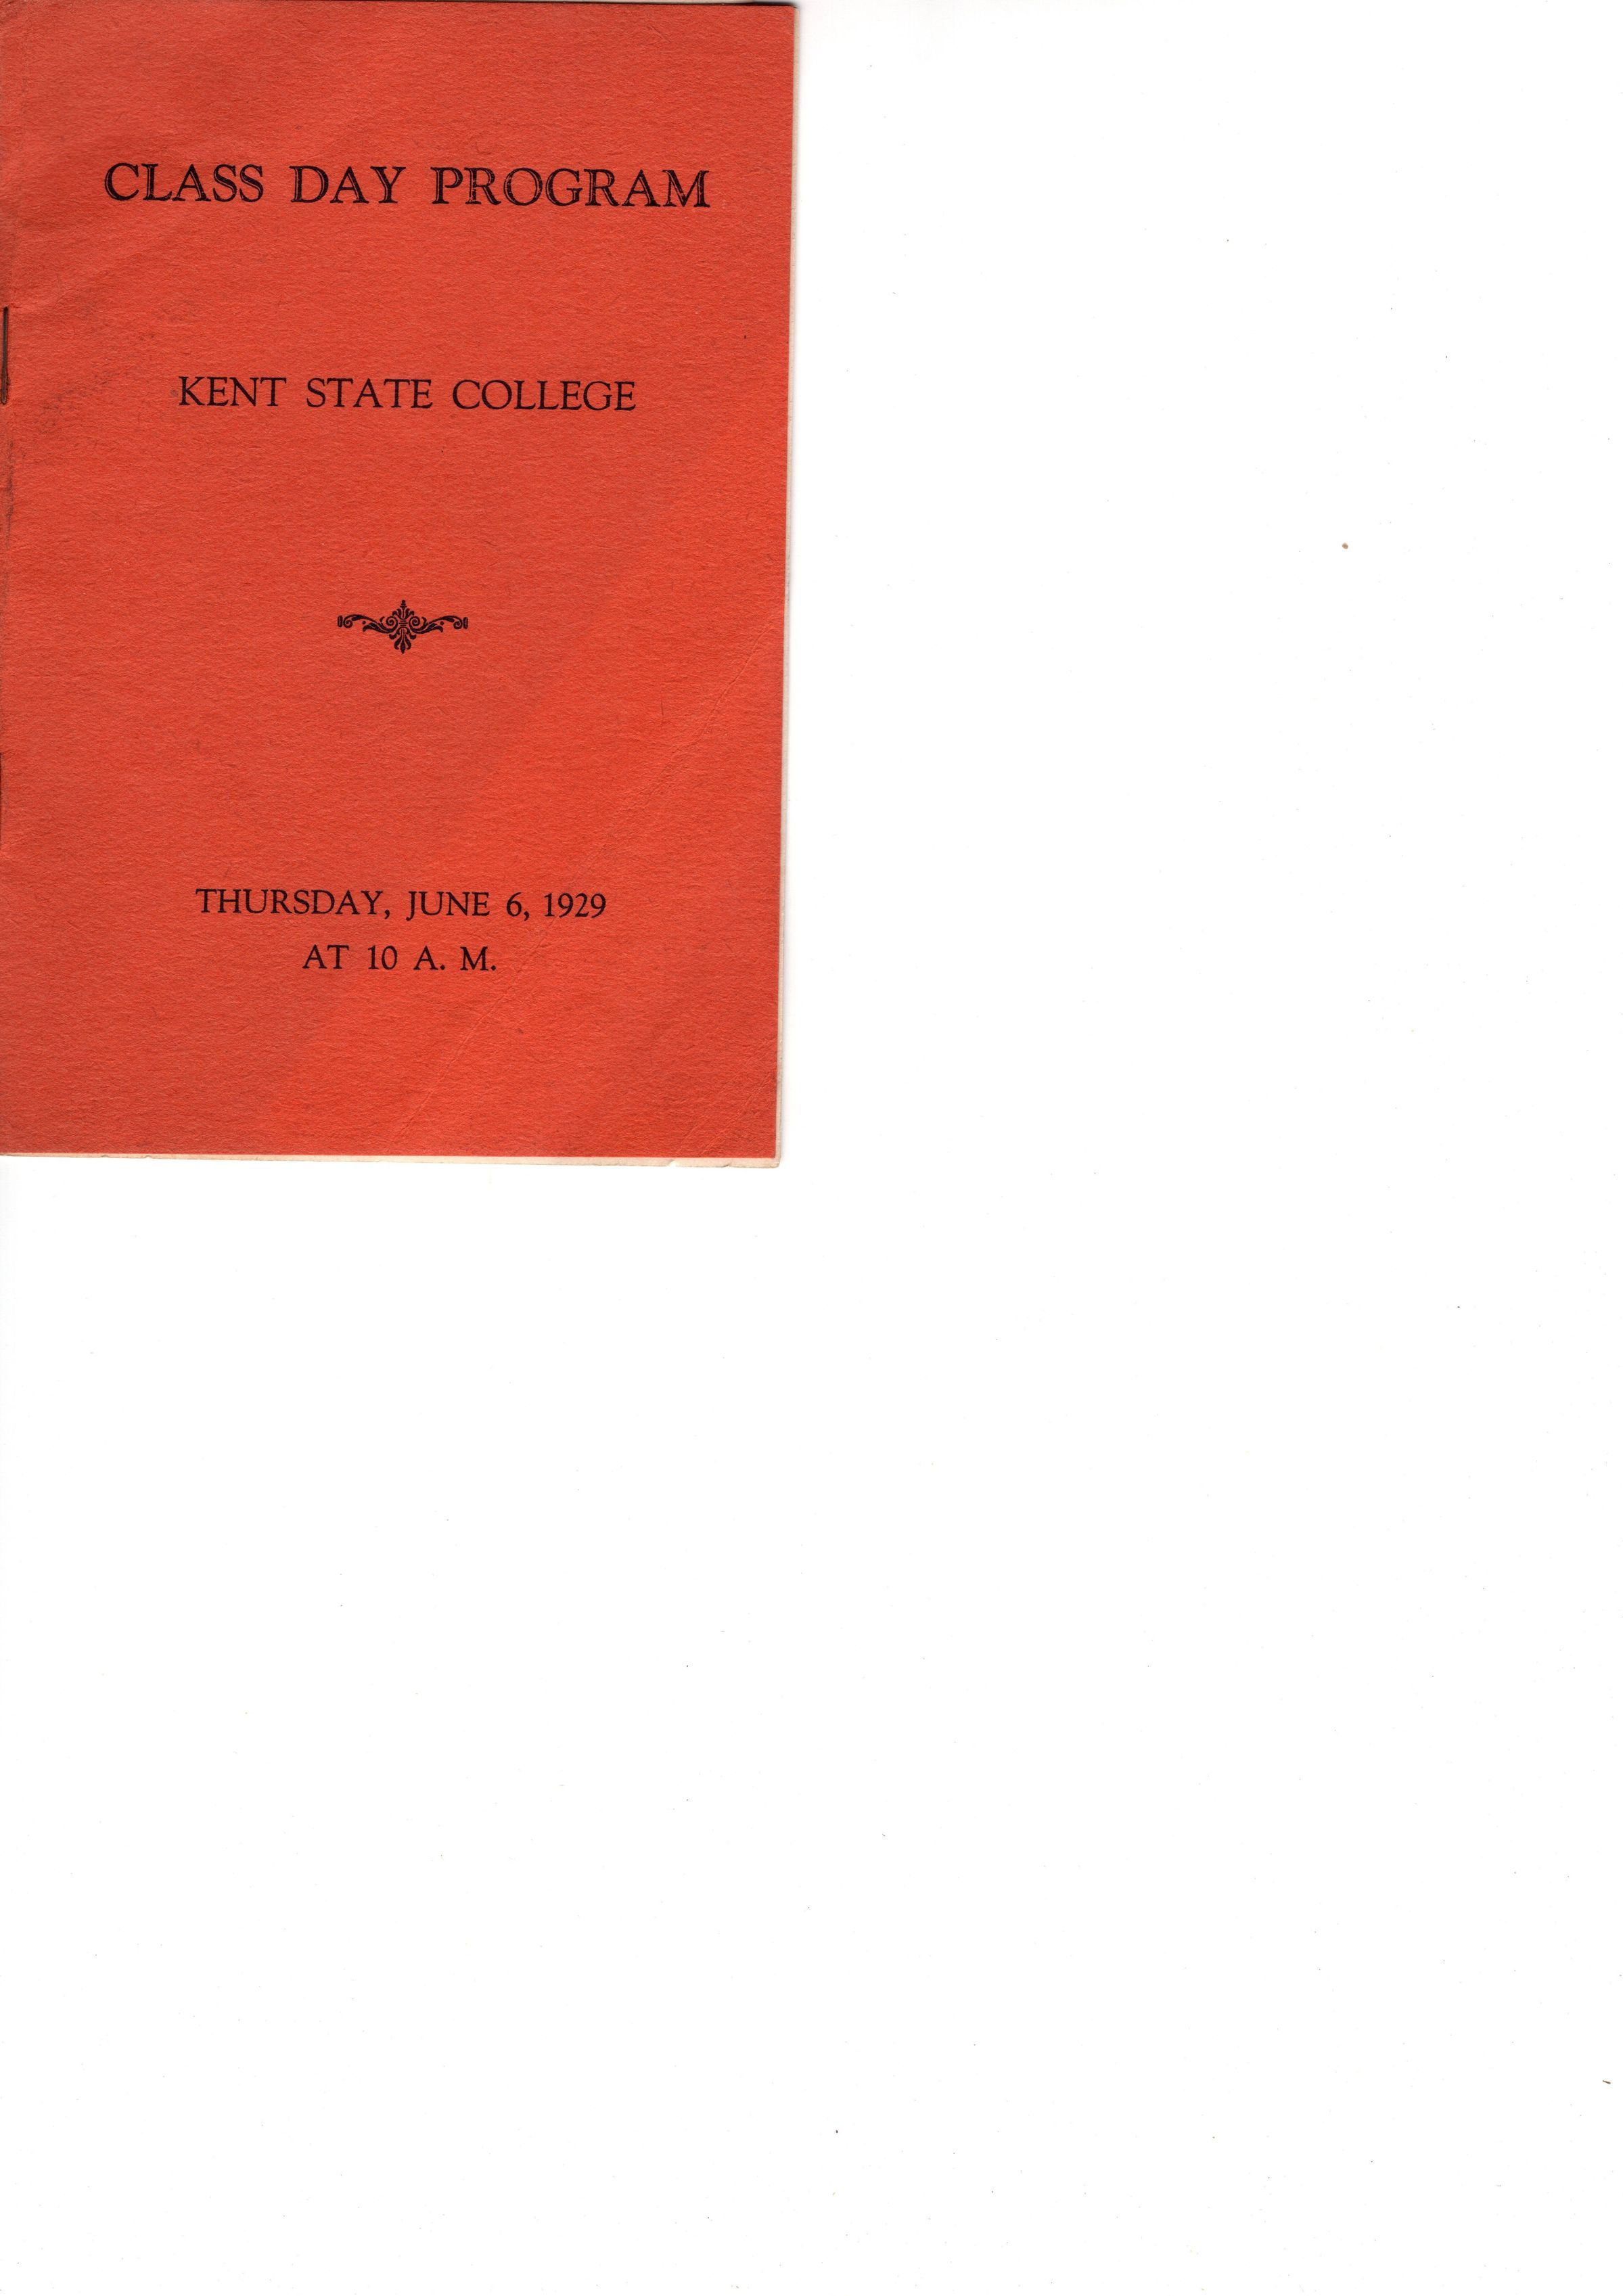 CLASS DAY PROGRAM
KENT STATE COLLEGE
THURSDAY, JUNE 6, 1929
AT 10 A. M.